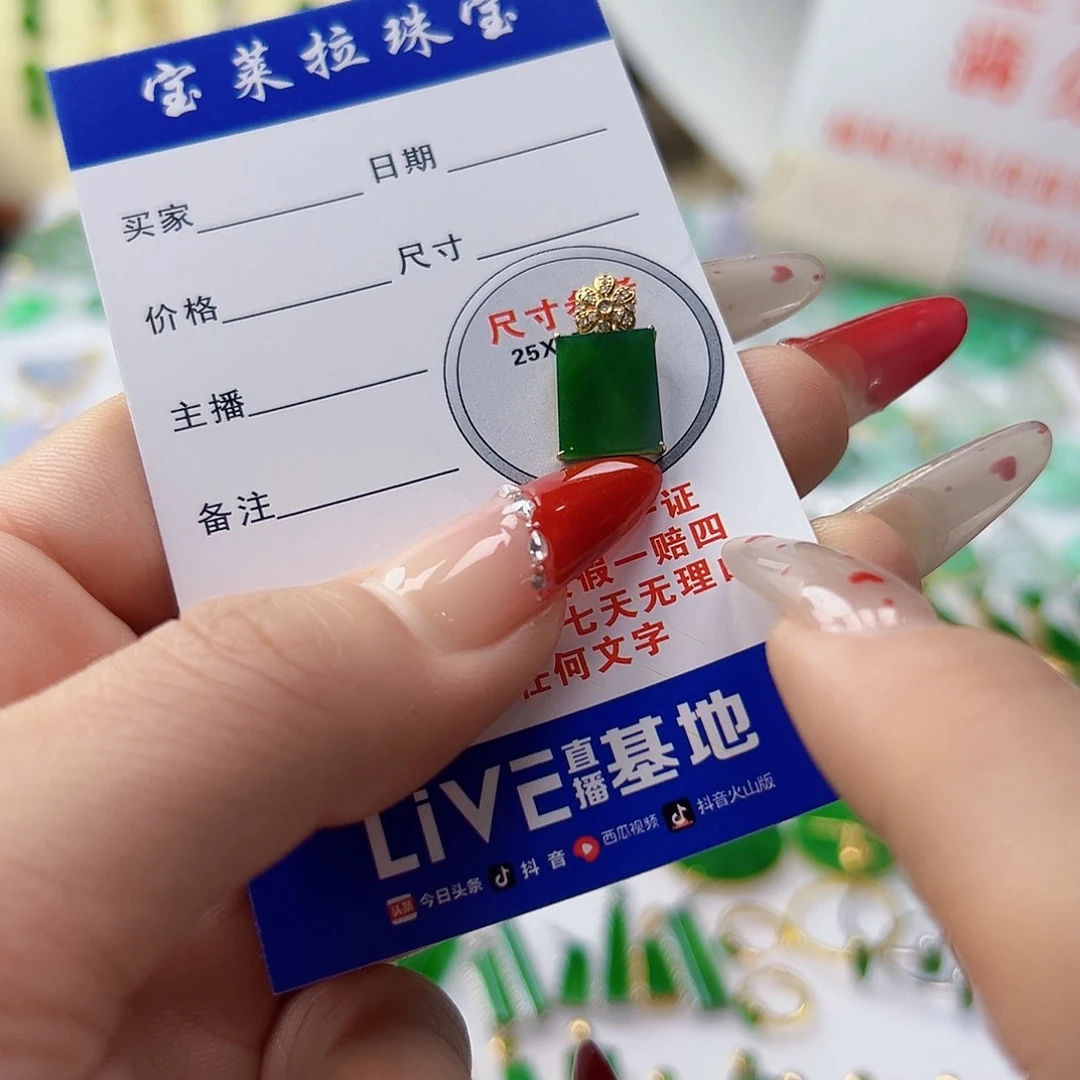 宝莱拉珠宝
买家 日期
价格 尺寸
主播
备注
尺寸
25X
证
假一赔四
七天无理
任何文字
LiVE直播基地
今日头条 抖音 西瓜视频 抖音火山版